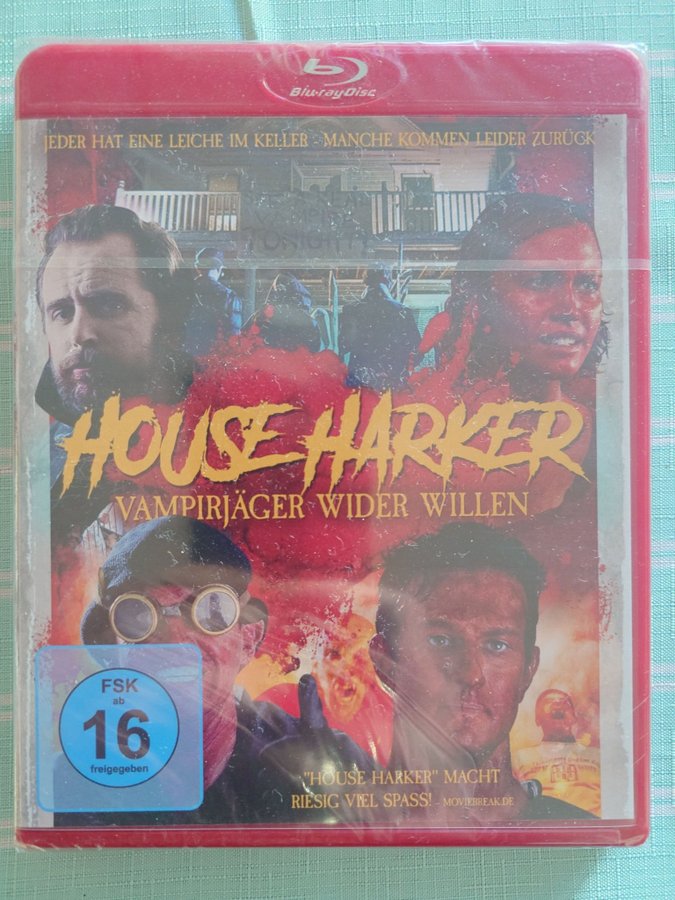 Blu-ray Disc
JEDER HAT EINE LEICHE IM KELLER - MANCHE KOMMEN LEIDER ZURÜCK
TONIGHT
HOUSE HARKER
VAMPIRJÄGER WIDER WILLEN
FSK
ab
16
freigegeben
"HOUSE HARKER" MACHT
RIESIG VIEL SPASS! - MOVIEBREAK.DE